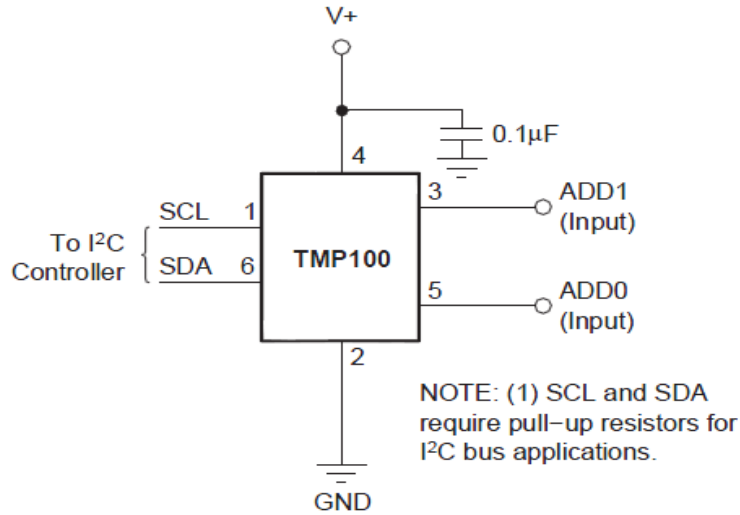 V+
0.1µF
4
SCL 1
3 ADD1
(Input)
To I²C
Controller
SDA 6
TMP100
5 ADD0
(Input)
2
NOTE: (1) SCL and SDA
require pull−up resistors for
I²C bus applications.
GND